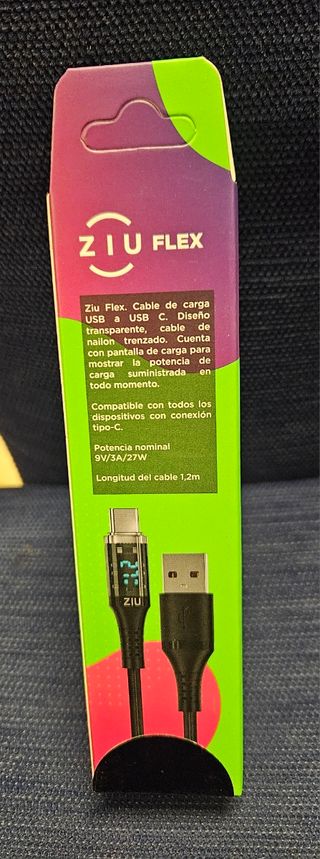 ZIU FLEX
Ziu Flex. Cable de carga
USB a USB C. Diseño
transparente, cable de
nailon trenzado. Cuenta
con pantalla de carga para
mostrar la potencia de
carga suministrada en
todo momento.
Compatible con todos los
dispositivos con conexión
tipo-C.
Potencia nominal
9V/3A/27W
Longitud del cable 1,2m
ZIU